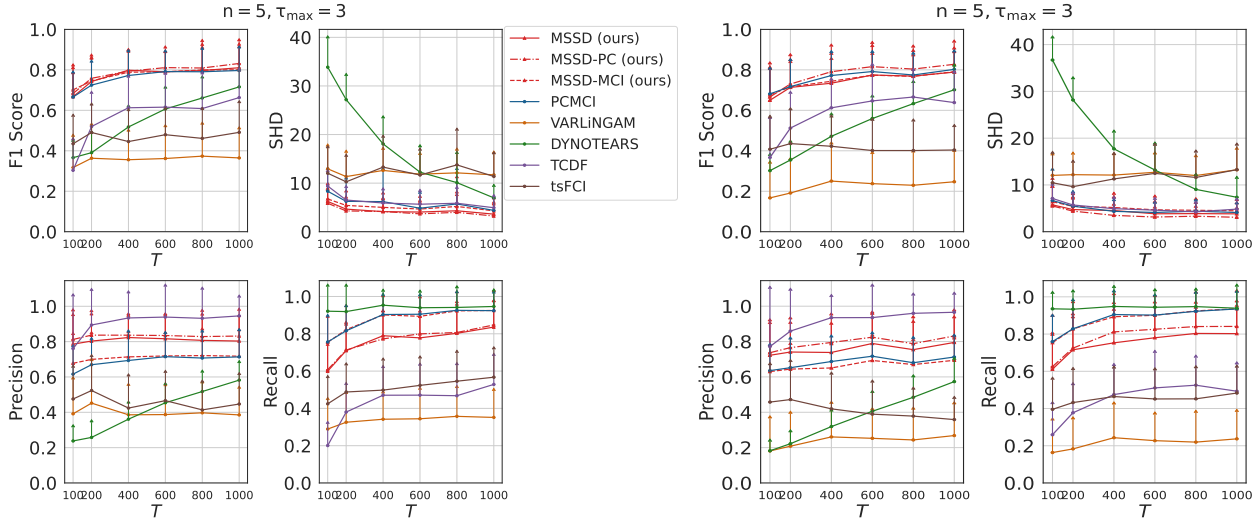 n = 5, τmax = 3
F1 Score
1.0
0.8
0.6
0.4
0.2
0.0
100 200 400 600 800 1000
T
SHD
40
30
20
10
0
100 200 400 600 800 1000
T
MSSD (ours)
MSSD-PC (ours)
MSSD-MCI (ours)
PCMCI
VARLiNGAM
DYNOTEARS
TCDF
tsFCI
Precision
1.0
0.8
0.6
0.4
0.2
0.0
100 200 400 600 800 1000
T
Recall
1.0
0.8
0.6
0.4
0.2
0.0
100 200 400 600 800 1000
T
n = 5, τmax = 3
F1 Score
1.0
0.8
0.6
0.4
0.2
0.0
100 200 400 600 800 1000
T
SHD
40
30
20
10
0
100 200 400 600 800 1000
T
Precision
1.0
0.8
0.6
0.4
0.2
0.0
100 200 400 600 800 1000
T
Recall
1.0
0.8
0.6
0.4
0.2
0.0
100 200 400 600 800 1000
T